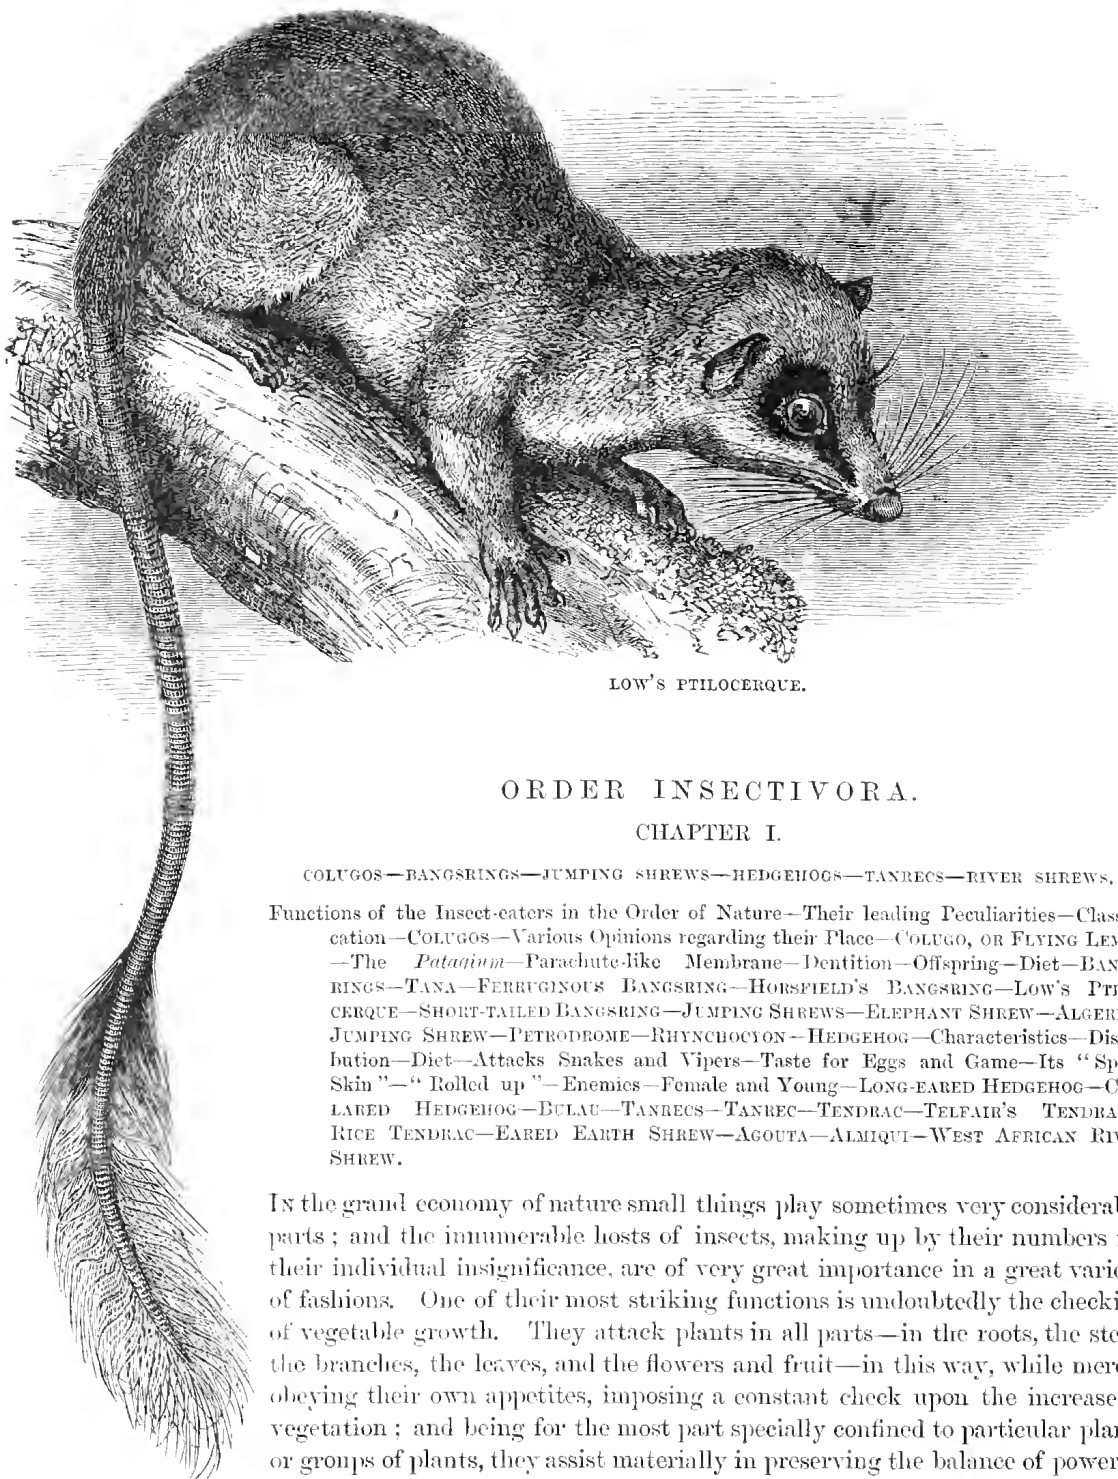 LOW'S PTILOCERQUE.
ORDER INSECTIVORA.
CHAPTER I.
COLUGOS—BANGSRINGS—JUMPING SHREWS—HEDGEHOGS—TANRECS—RIVER SHREWS.
Functions of the Insect-eaters in the Order of Nature—Their leading Peculiarities—Class
cation—COLUGOS—Various Opinions regarding their Place—COLUGO, OR FLYING LEM
—The Patagium—Parachute-like Membrane—Dentition—Offspring—Diet—BAN
RINGS—TANA—FERRUGINOUS BANGSRING—HORSFIELD'S BANGSRING—LOW'S PTI
CERQUE—SHORT-TAILED BANGSRING—JUMPING SHREWS—ELEPHANT SHREW—ALGERI
JUMPING SHREW—PETRODROME—RHYNCHOCYON—HEDGEHOG—Characteristics—Dis
bution—Diet—Attacks Snakes and Vipers—Taste for Eggs and Game—Its "Sp
Skin"—"Rolled up"—Enemies—Female and Young—LONG-EARED HEDGEHOG—C
LARED HEDGEHOG—BULAU—TANRECS—TANREC—TENDRAC—TELFAIR'S TENDRA
RICE TENDRAC—EARED EARTH SHREW—AGOUTA—ALMIQUI—WEST AFRICAN RIV
SHREW.
IN the grand economy of nature small things play sometimes very considerab
parts; and the innumerable hosts of insects, making up by their numbers
their individual insignificance, are of very great importance in a great varie
of fashions. One of their most striking functions is undoubtedly the checki
of vegetable growth. They attack plants in all parts—in the roots, the ste
the branches, the leaves, and the flowers and fruit—in this way, while mere
obeying their own appetites, imposing a constant check upon the increase
vegetation; and being for the most part specially confined to particular plan
or groups of plants, they assist materially in preserving the balance of power